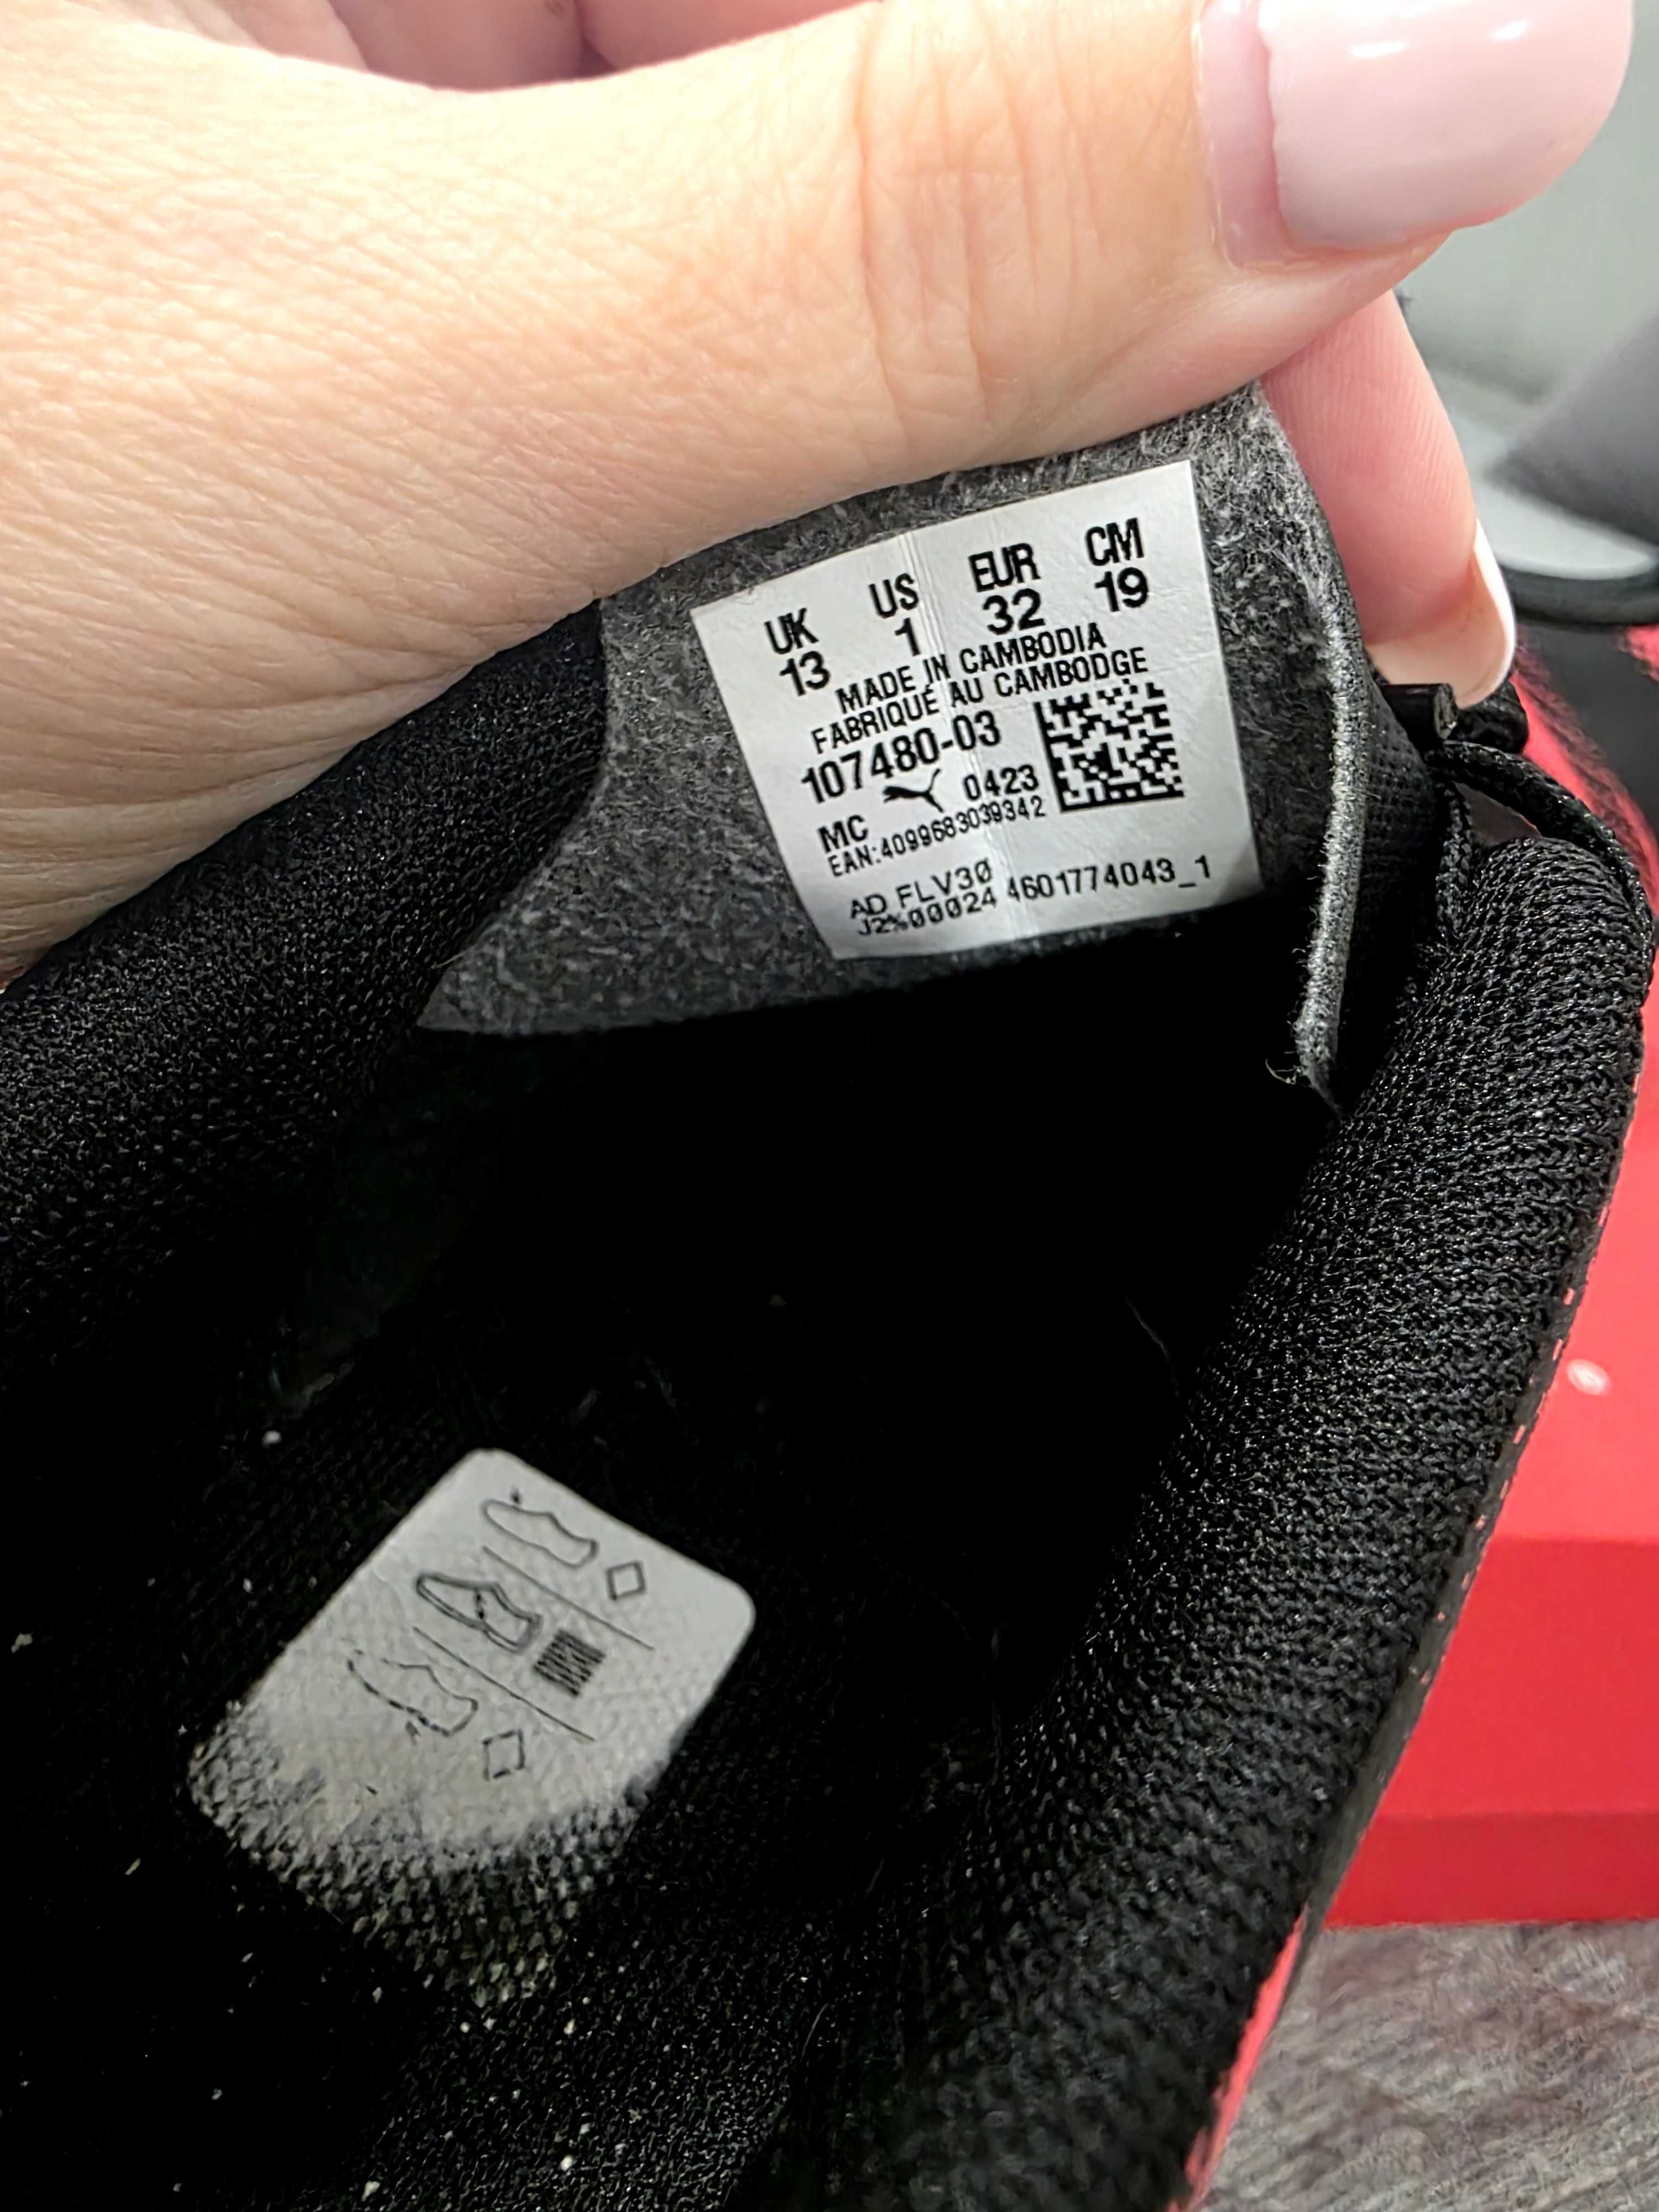 UK US EUR CM
13 1 32 19
MADE IN CAMBODIA
FABRIQUÉ AU CAMBODGE
107480-03
MC 0423
EAN:4099683039342
AD FLV30
J2%00024 4601774043_1